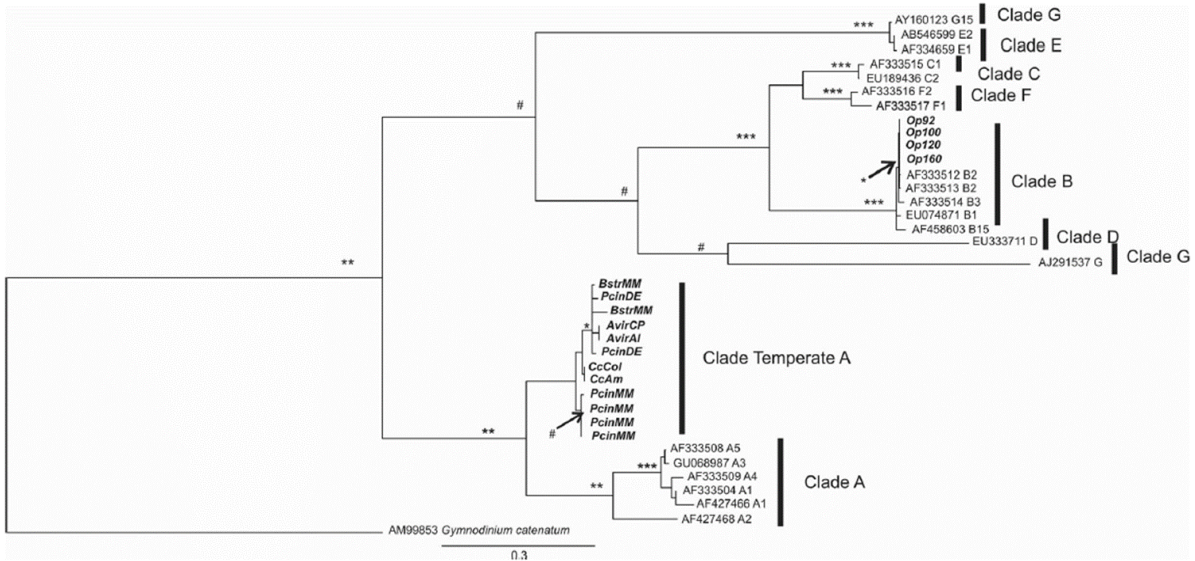 ***
AY160123 G15
Clade G
AB546599 E2
Clade E
AF334659 E1
***
AF333515 C1
Clade C
EU189436 C2
***
AF333516 F2
Clade F
AF333517 F1
#
Op92
***
Op100
Op120
Op160
*
AF333512 B2
Clade B
#
AF333513 B2
***
AF333514 B3
EU074871 B1
AF458603 B15
#
EU333711 D
Clade D
**
AJ291537 G
Clade G
BstrMM
PcinDE
BstrMM
*
AvirCP
AvirAI
PcinDE
Clade Temperate A
CcCol
CcAm
PcinMM
PcinMM
PcinMM
**
#
PcinMM
AF333508 A5
***
GU068987 A3
AF333509 A4
Clade A
**
AF333504 A1
AF427466 A1
AF427468 A2
AM99853 Gymnodinium catenatum
0.3